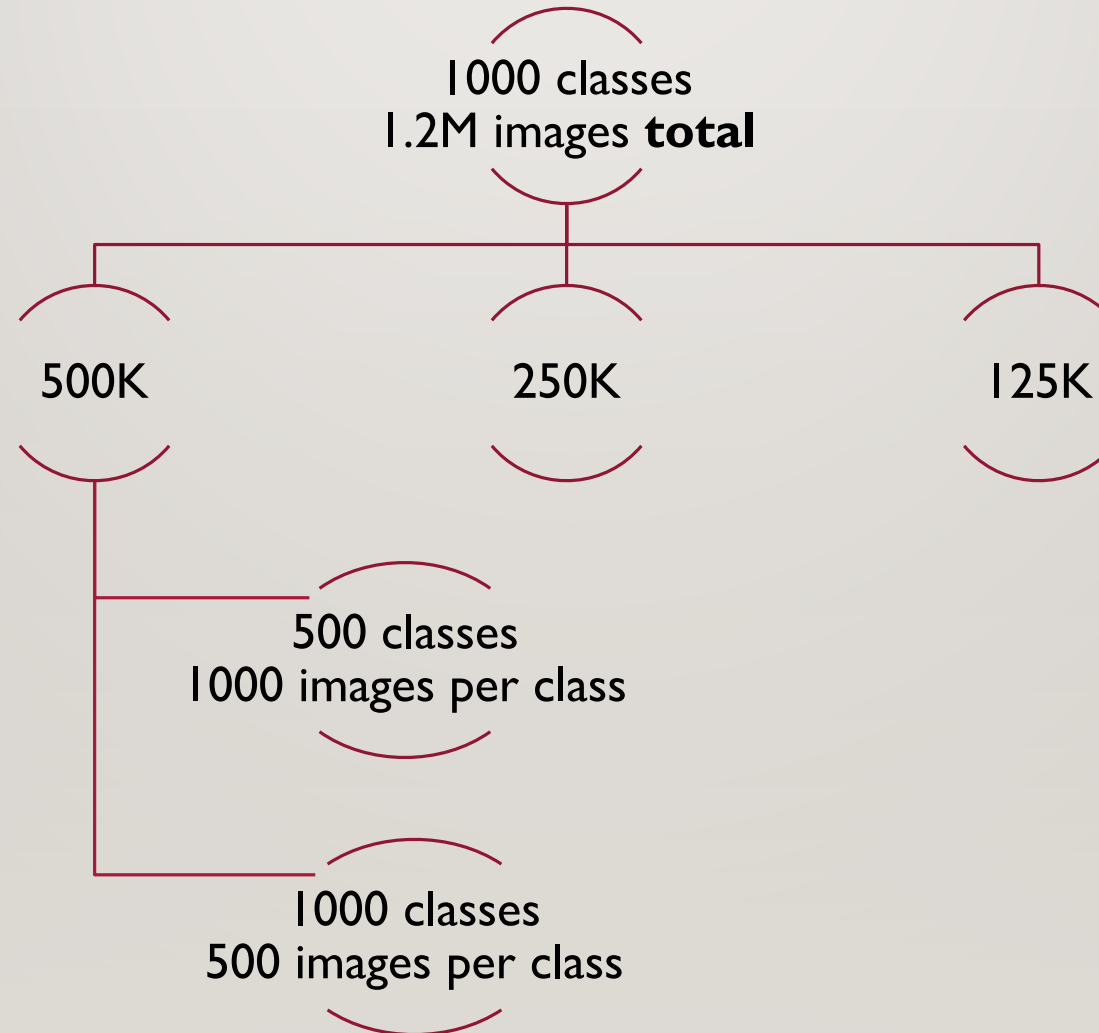 1000 classes
1.2M images total
500K
250K
125K
500 classes
1000 images per class
1000 classes
500 images per class